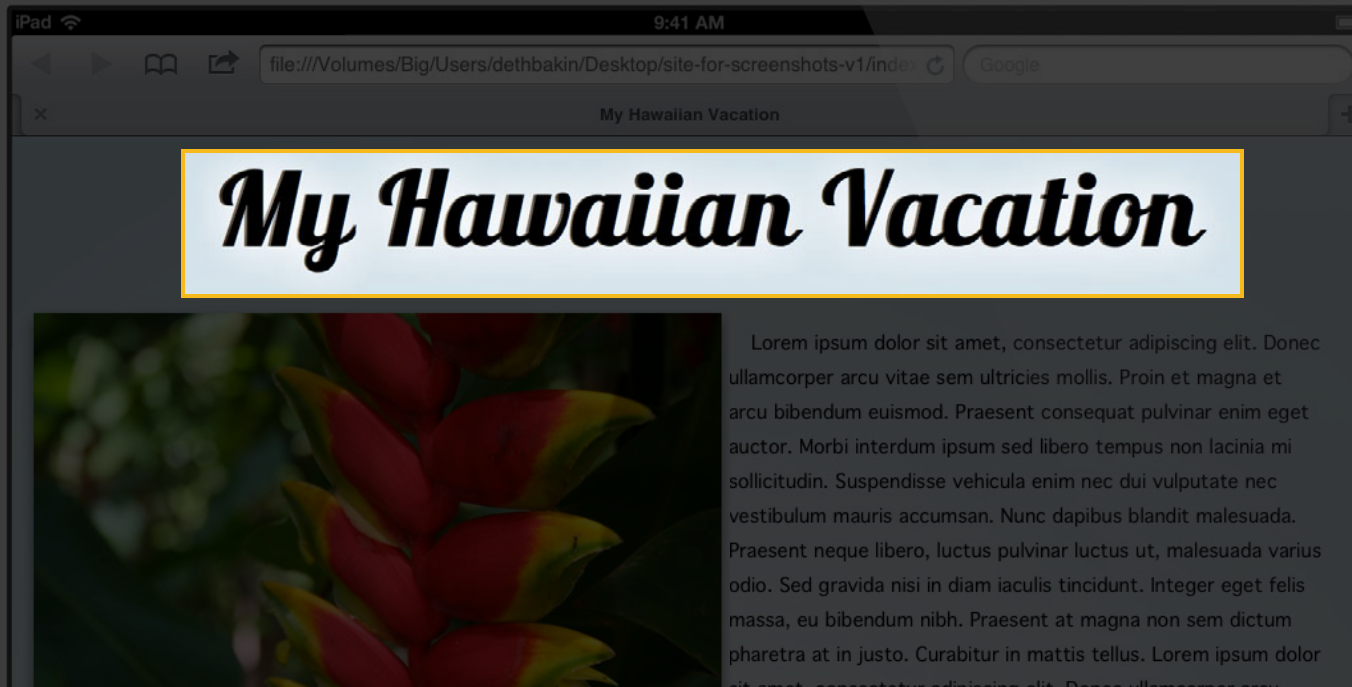 iPad
9:41 AM
file:///Volumes/Big/Users/dethbakin/Desktop/site-for-screenshots-v1/index
Google
My Hawaiian Vacation
My Hawaiian Vacation
Lorem ipsum dolor sit amet, consectetur adipiscing elit. Donec
ullamcorper arcu vitae sem ultricies mollis. Proin et magna et
arcu bibendum euismod. Praesent consequat pulvinar enim eget
auctor. Morbi interdum ipsum sed libero tempus non lacinia mi
sollicitudin. Suspendisse vehicula enim nec dui vulputate nec
vestibulum mauris accumsan. Nunc dapibus blandit malesuada.
Praesent neque libero, luctus pulvinar luctus ut, malesuada varius
odio. Sed gravida nisi in diam iaculis tincidunt. Integer eget felis
massa, eu bibendum nibh. Praesent at magna non sem dictum
pharetra at in justo. Curabitur in mattis tellus. Lorem ipsum dolor